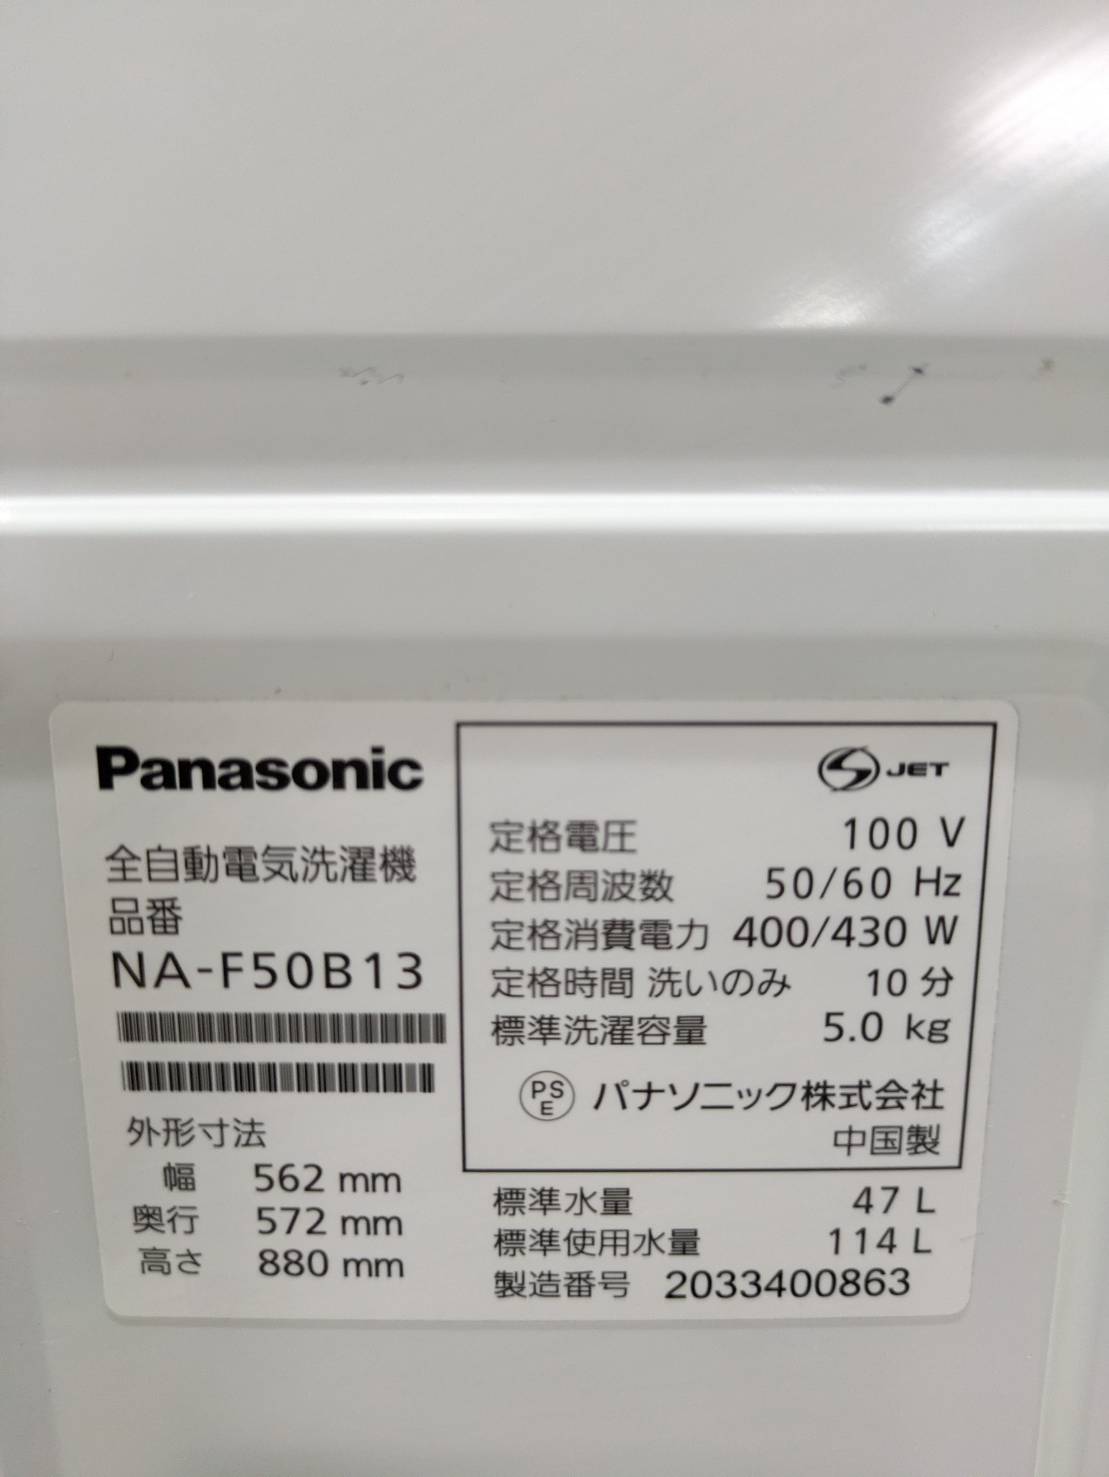 Panasonic
全自動電気洗濯機
品番
NA-F50B13
外形寸法
幅 562 mm
奥行 572 mm
高さ 880 mm
S JET
定格電圧 100 V
定格周波数 50/60 Hz
定格消費電力 400/430 W
定格時間 洗いのみ 10 分
標準洗濯容量 5.0 kg
PSE パナソニック株式会社
中国製
標準水量 47 L
標準使用水量 114 L
製造番号 2033400863